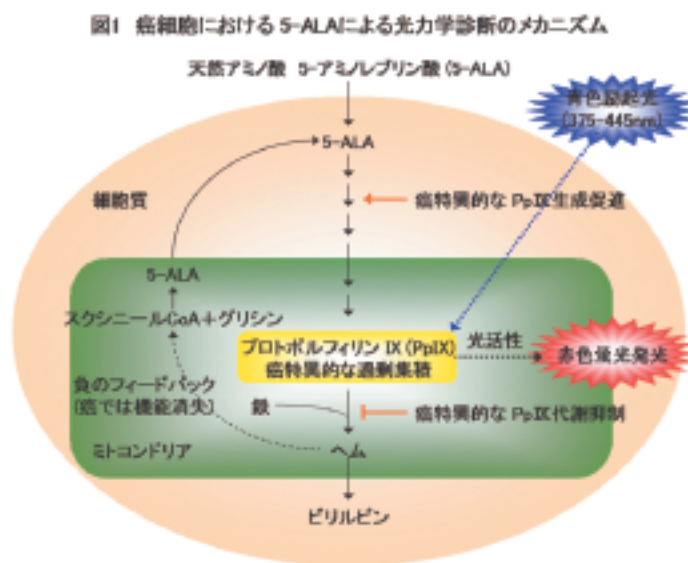 図1 癌細胞における 5-ALAによる光力学診断のメカニズム
天然アミノ酸 5-アミノレブリン酸 (5-ALA)
青色励起光
(375-445nm)
5-ALA
細胞質
癌特異的な PpIX生成促進
5-ALA
スクシニールCoA+グリシン
プロトポルフィリン IX (PpIX)
癌特異的な過剰集積
光活性
赤色蛍光発光
負のフィードバック
(癌では機能消失)
鉄
癌特異的な PpIX代謝抑制
ミトコンドリア
ヘム
ビリルビン